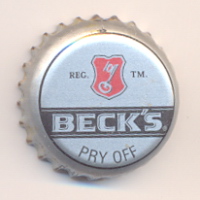 REG. TM.
BECK'S®
PRY OFF